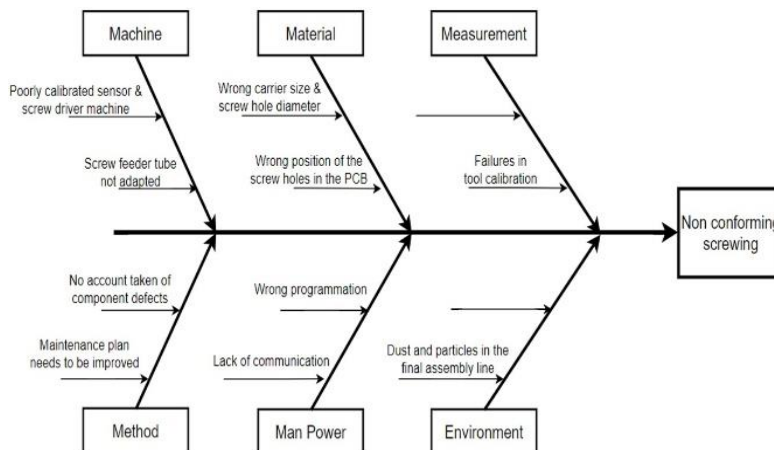 Machine
Material
Measurement
Poorly calibrated sensor &
screw driver machine
Wrong carrier size &
screw hole diameter
Screw feeder tube
not adapted
Wrong position of the
screw holes in the PCB
Failures in
tool calibration
Non conforming
screwing
No account taken of
component defects
Wrong programmation
Maintenance plan
needs to be improved
Lack of communication
Dust and particles in the
final assembly line
Method
Man Power
Environment